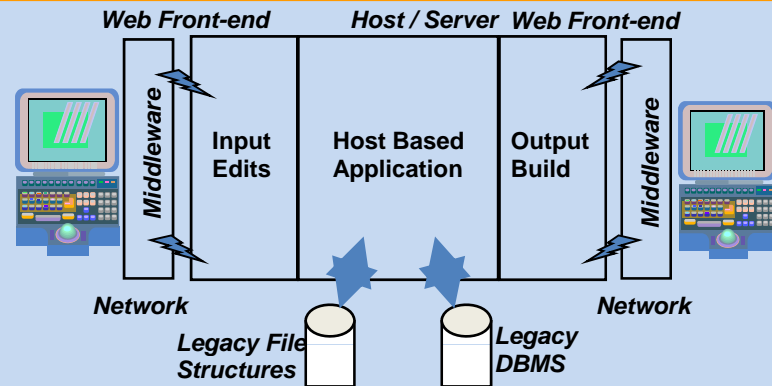 Web Front-end Host / Server Web Front-end
Middleware
Input
Edits
Host Based
Application
Output
Build
Middleware
Network
Network
Legacy File
Structures
Legacy
DBMS